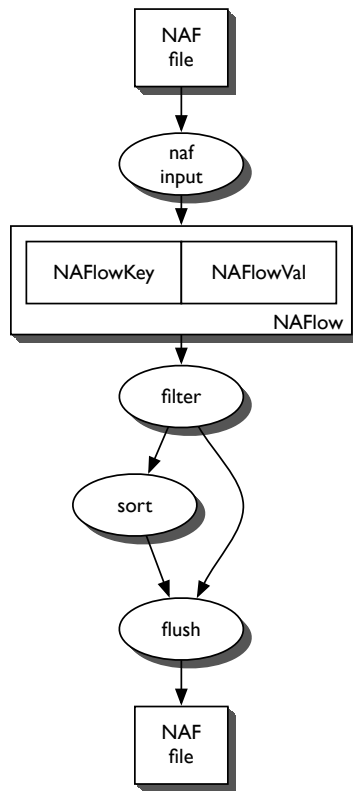 NAF
file
naf
input
NAFlowKey
NAFlowVal
NAFlow
filter
sort
flush
NAF
file